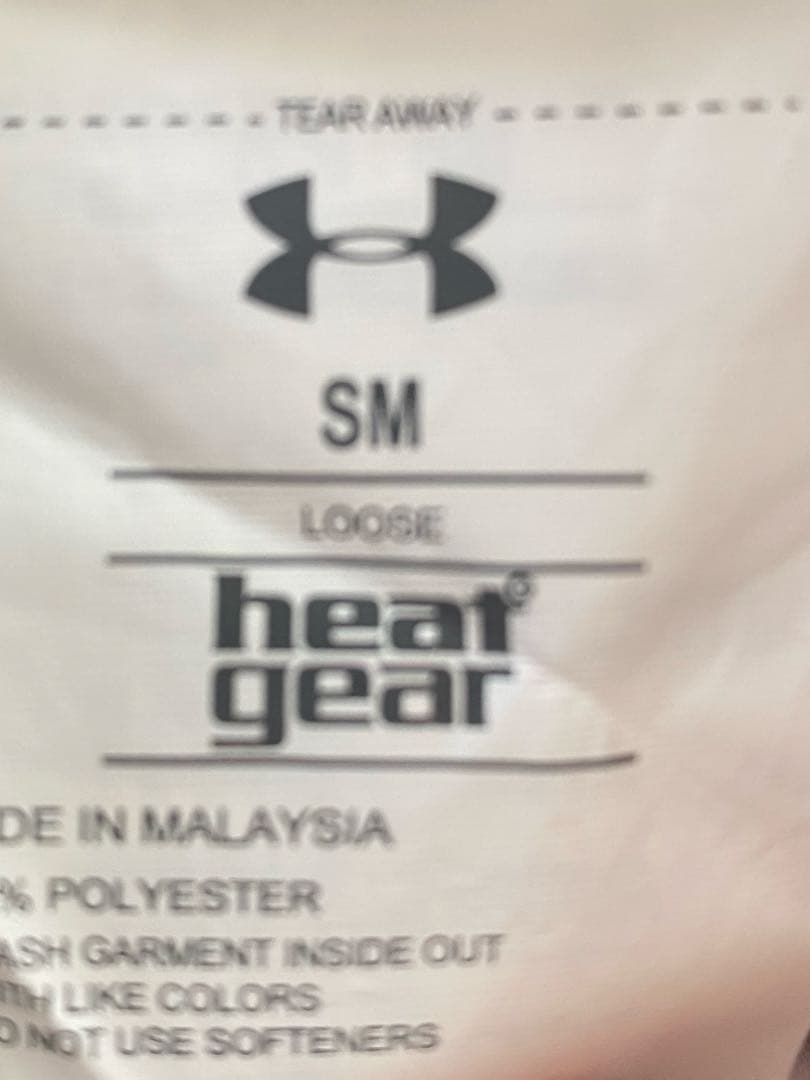 TEAR AWAY
SM
LOOSE
heat®
gear
DE IN MALAYSIA
% POLYESTER
ASH GARMENT INSIDE OUT
TH LIKE COLORS
O NOT USE SOFTENERS